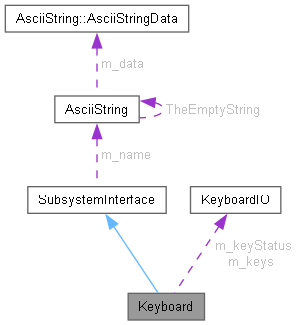 AsciiString::AsciiStringData
m_data
AsciiString
TheEmptyString
m_name
SubsystemInterface
KeyboardIO
m_keyStatus
m_keys
Keyboard